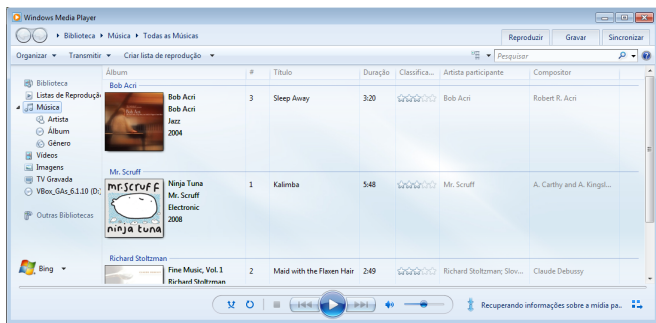 Windows Media Player
Biblioteca ▸ Música ▸ Todas as Músicas
Reproduzir Gravar Sincronizar
Organizar Transmitir Criar lista de reprodução Pesquisar
Álbum # Título Duração Classifica... Artista participante Compositor
Biblioteca
Listas de Reproduçã
Música
Artista
Álbum
Gênero
Vídeos
Imagens
TV Gravada
VBox_GAs_6.1.10 (D:)
Outras Bibliotecas
Bing
Bob Acri
Bob Acri 3 Sleep Away 3:20 Bob Acri Robert R. Acri
Bob Acri
Jazz
2004
Mr. Scruff
mr.scruff
ninja tuna
Ninja Tuna 1 Kalimba 5:48 Mr. Scruff A. Carthy and A. Kingsl...
Mr. Scruff
Electronic
2008
Richard Stoltzman
Fine Music, Vol. 1 2 Maid with the Flaxen Hair 2:49 Richard Stoltzman; Slov... Claude Debussy
Richard Stoltzman
Recuperando informações sobre a mídia pa..